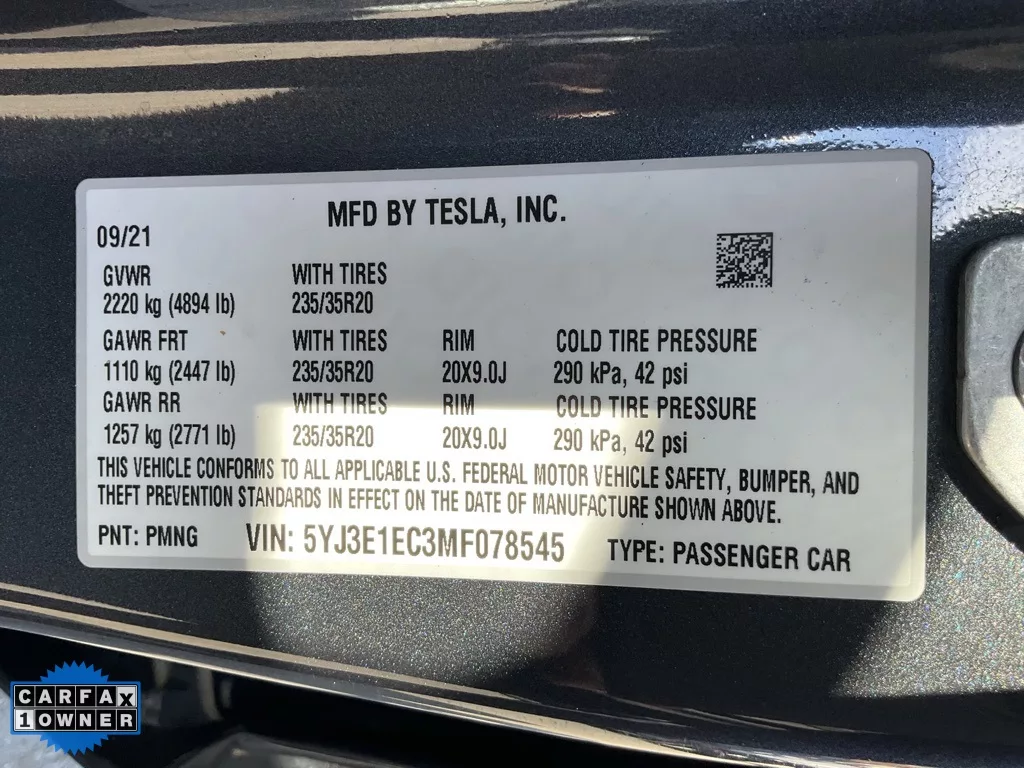 MFD BY TESLA, INC.
09/21
GVWR WITH TIRES
2220 kg (4894 lb) 235/35R20
GAWR FRT WITH TIRES RIM COLD TIRE PRESSURE
1110 kg (2447 lb) 235/35R20 20X9.0J 290 kPa, 42 psi
GAWR RR WITH TIRES RIM COLD TIRE PRESSURE
1257 kg (2771 lb) 235/35R20 20X9.0J 290 kPa, 42 psi
THIS VEHICLE CONFORMS TO ALL APPLICABLE U.S. FEDERAL MOTOR VEHICLE SAFETY, BUMPER, AND
THEFT PREVENTION STANDARDS IN EFFECT ON THE DATE OF MANUFACTURE SHOWN ABOVE.
PNT: PMNG VIN: 5YJ3E1EC3MF078545 TYPE: PASSENGER CAR
CARFAX
1 OWNER